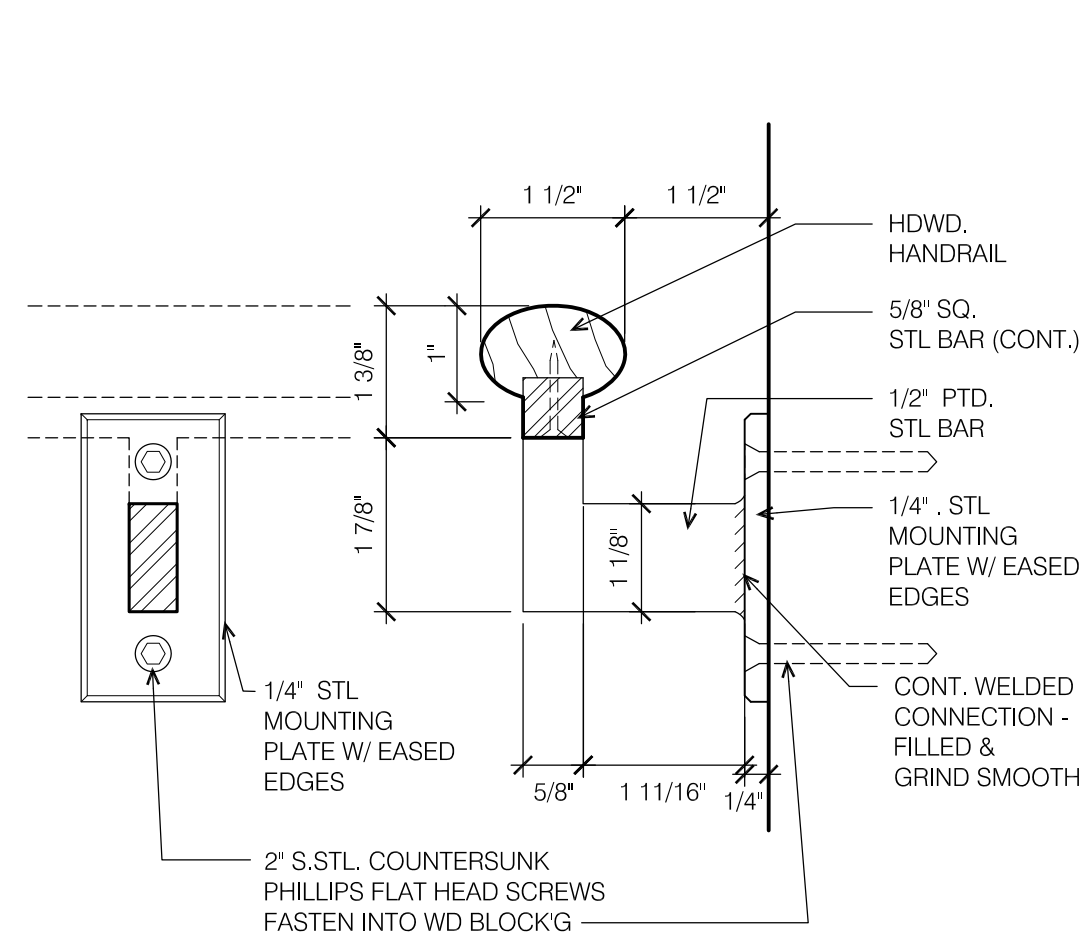 1 1/2"
1 1/2"
HDWD.
HANDRAIL
5/8" SQ.
STL BAR (CONT.)
1 3/8"
1"
1/2" PTD.
STL BAR
1 7/8"
1 1/8"
1/4" . STL
MOUNTING
PLATE W/ EASED
EDGES
CONT. WELDED
CONNECTION -
FILLED &
GRIND SMOOTH
1/4" STL
MOUNTING
PLATE W/ EASED
EDGES
5/8"
1 11/16"
1/4"
2" S.STL. COUNTERSUNK
PHILLIPS FLAT HEAD SCREWS
FASTEN INTO WD BLOCK'G